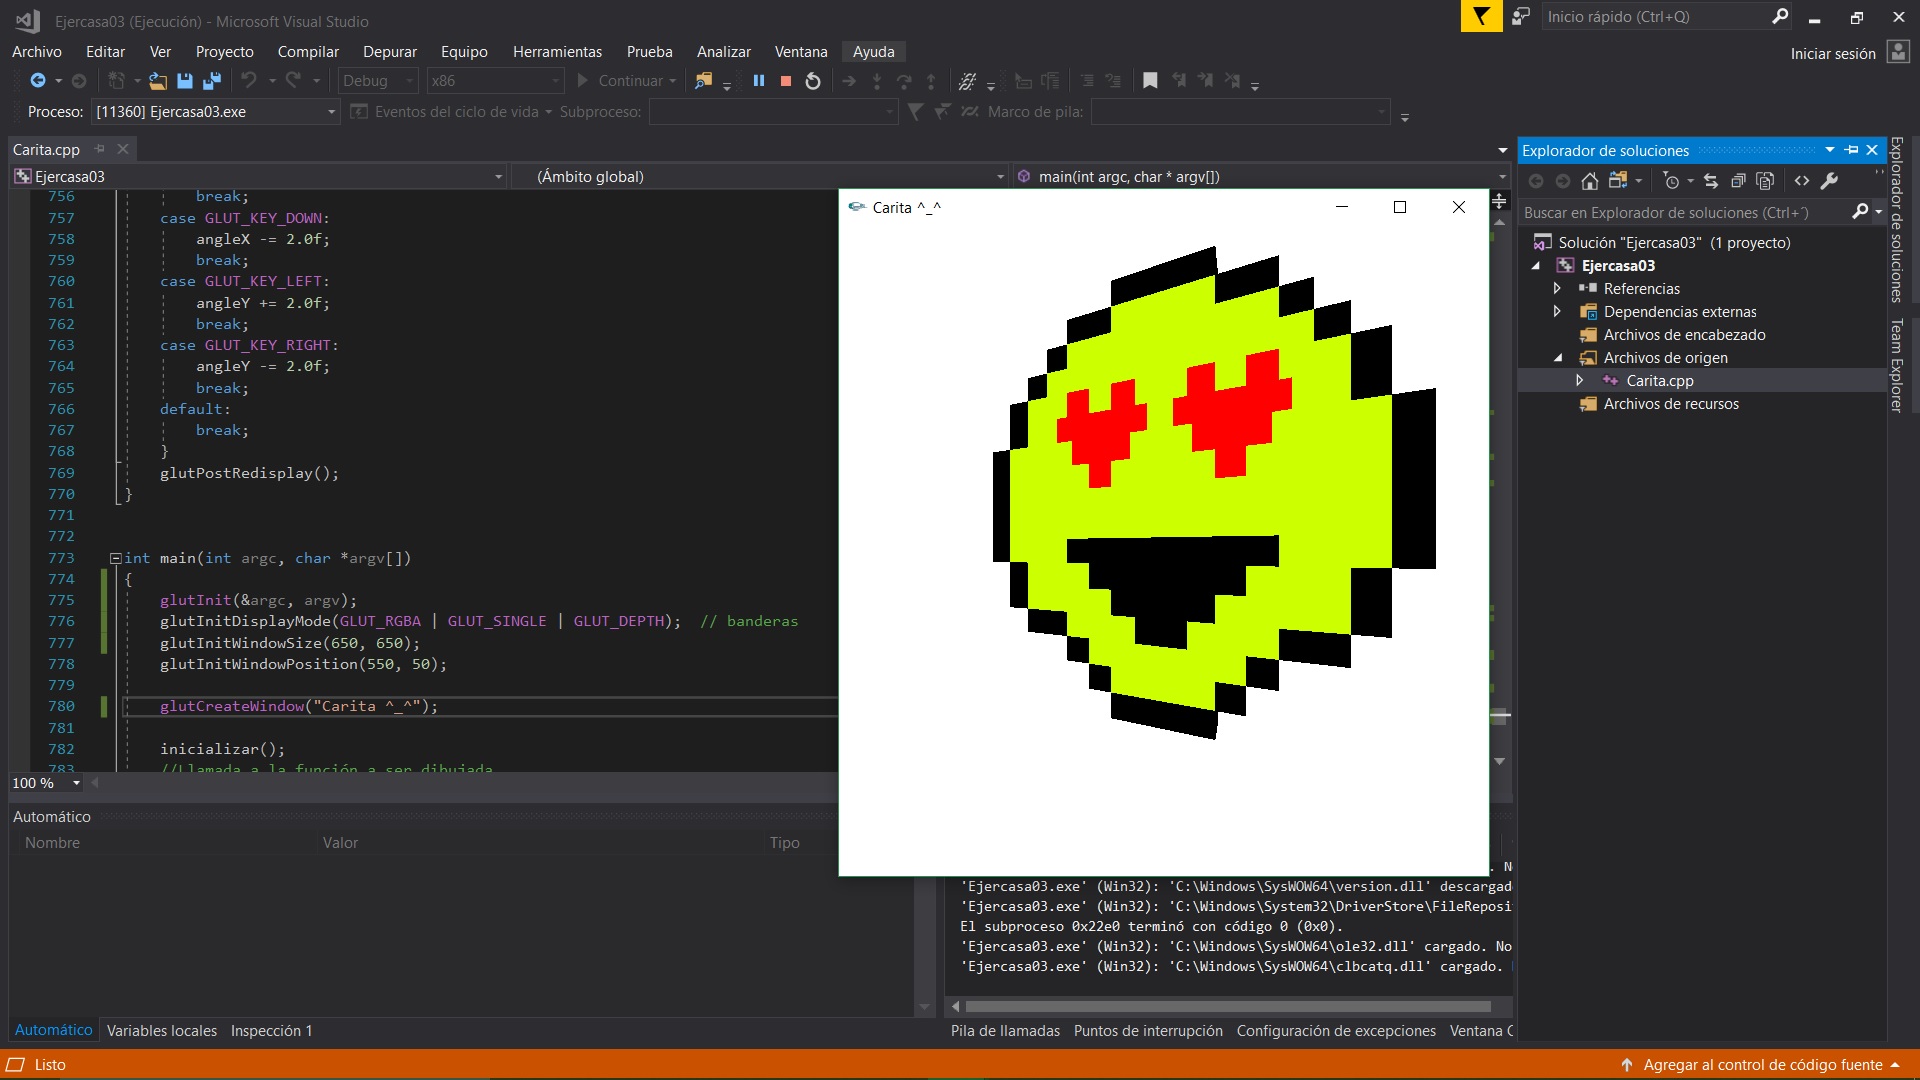 Ejercasa03 (Ejecución) - Microsoft Visual Studio
Inicio rápido (Ctrl+Q)
Archivo Editar Ver Proyecto Compilar Depurar Equipo Herramientas Prueba Analizar Ventana Ayuda
Iniciar sesión
Debug x86 Continuar
Proceso: [11360] Ejercasa03.exe Eventos del ciclo de vida Subproceso: Marco de pila:
Carita.cpp
Ejercasa03 (Ámbito global) main(int argc, char * argv[])
756 break;
757 case GLUT_KEY_DOWN:
758 angleX -= 2.0f;
759 break;
760 case GLUT_KEY_LEFT:
761 angleY += 2.0f;
762 break;
763 case GLUT_KEY_RIGHT:
764 angleY -= 2.0f;
765 break;
766 default:
767 break;
768 }
769 glutPostRedisplay();
770 }
771
772
773 int main(int argc, char *argv[])
774 {
775 glutInit(&argc, argv);
776 glutInitDisplayMode(GLUT_RGBA | GLUT_SINGLE | GLUT_DEPTH); // banderas
777 glutInitWindowSize(650, 650);
778 glutInitWindowPosition(550, 50);
779
780 glutCreateWindow("Carita ^_^");
781
782 inicializar();
783 //Llamada a la función a ser dibujada
100 %
Carita ^_^
Explorador de soluciones
Buscar en Explorador de soluciones (Ctrl+´)
Solución "Ejercasa03" (1 proyecto)
Ejercasa03
Referencias
Dependencias externas
Archivos de encabezado
Archivos de origen
Carita.cpp
Archivos de recursos
Explorador de soluciones
Team Explorer
Automático
Nombre Valor Tipo
. N
'Ejercasa03.exe' (Win32): 'C:\Windows\SysWOW64\version.dll' descargad
'Ejercasa03.exe' (Win32): 'C:\Windows\System32\DriverStore\FileReposi
El subproceso 0x22e0 terminó con código 0 (0x0).
'Ejercasa03.exe' (Win32): 'C:\Windows\SysWOW64\ole32.dll' cargado. No
'Ejercasa03.exe' (Win32): 'C:\Windows\SysWOW64\clbcatq.dll' cargado.
Automático Variables locales Inspección 1
Pila de llamadas Puntos de interrupción Configuración de excepciones Ventana C
Listo
Agregar al control de código fuente